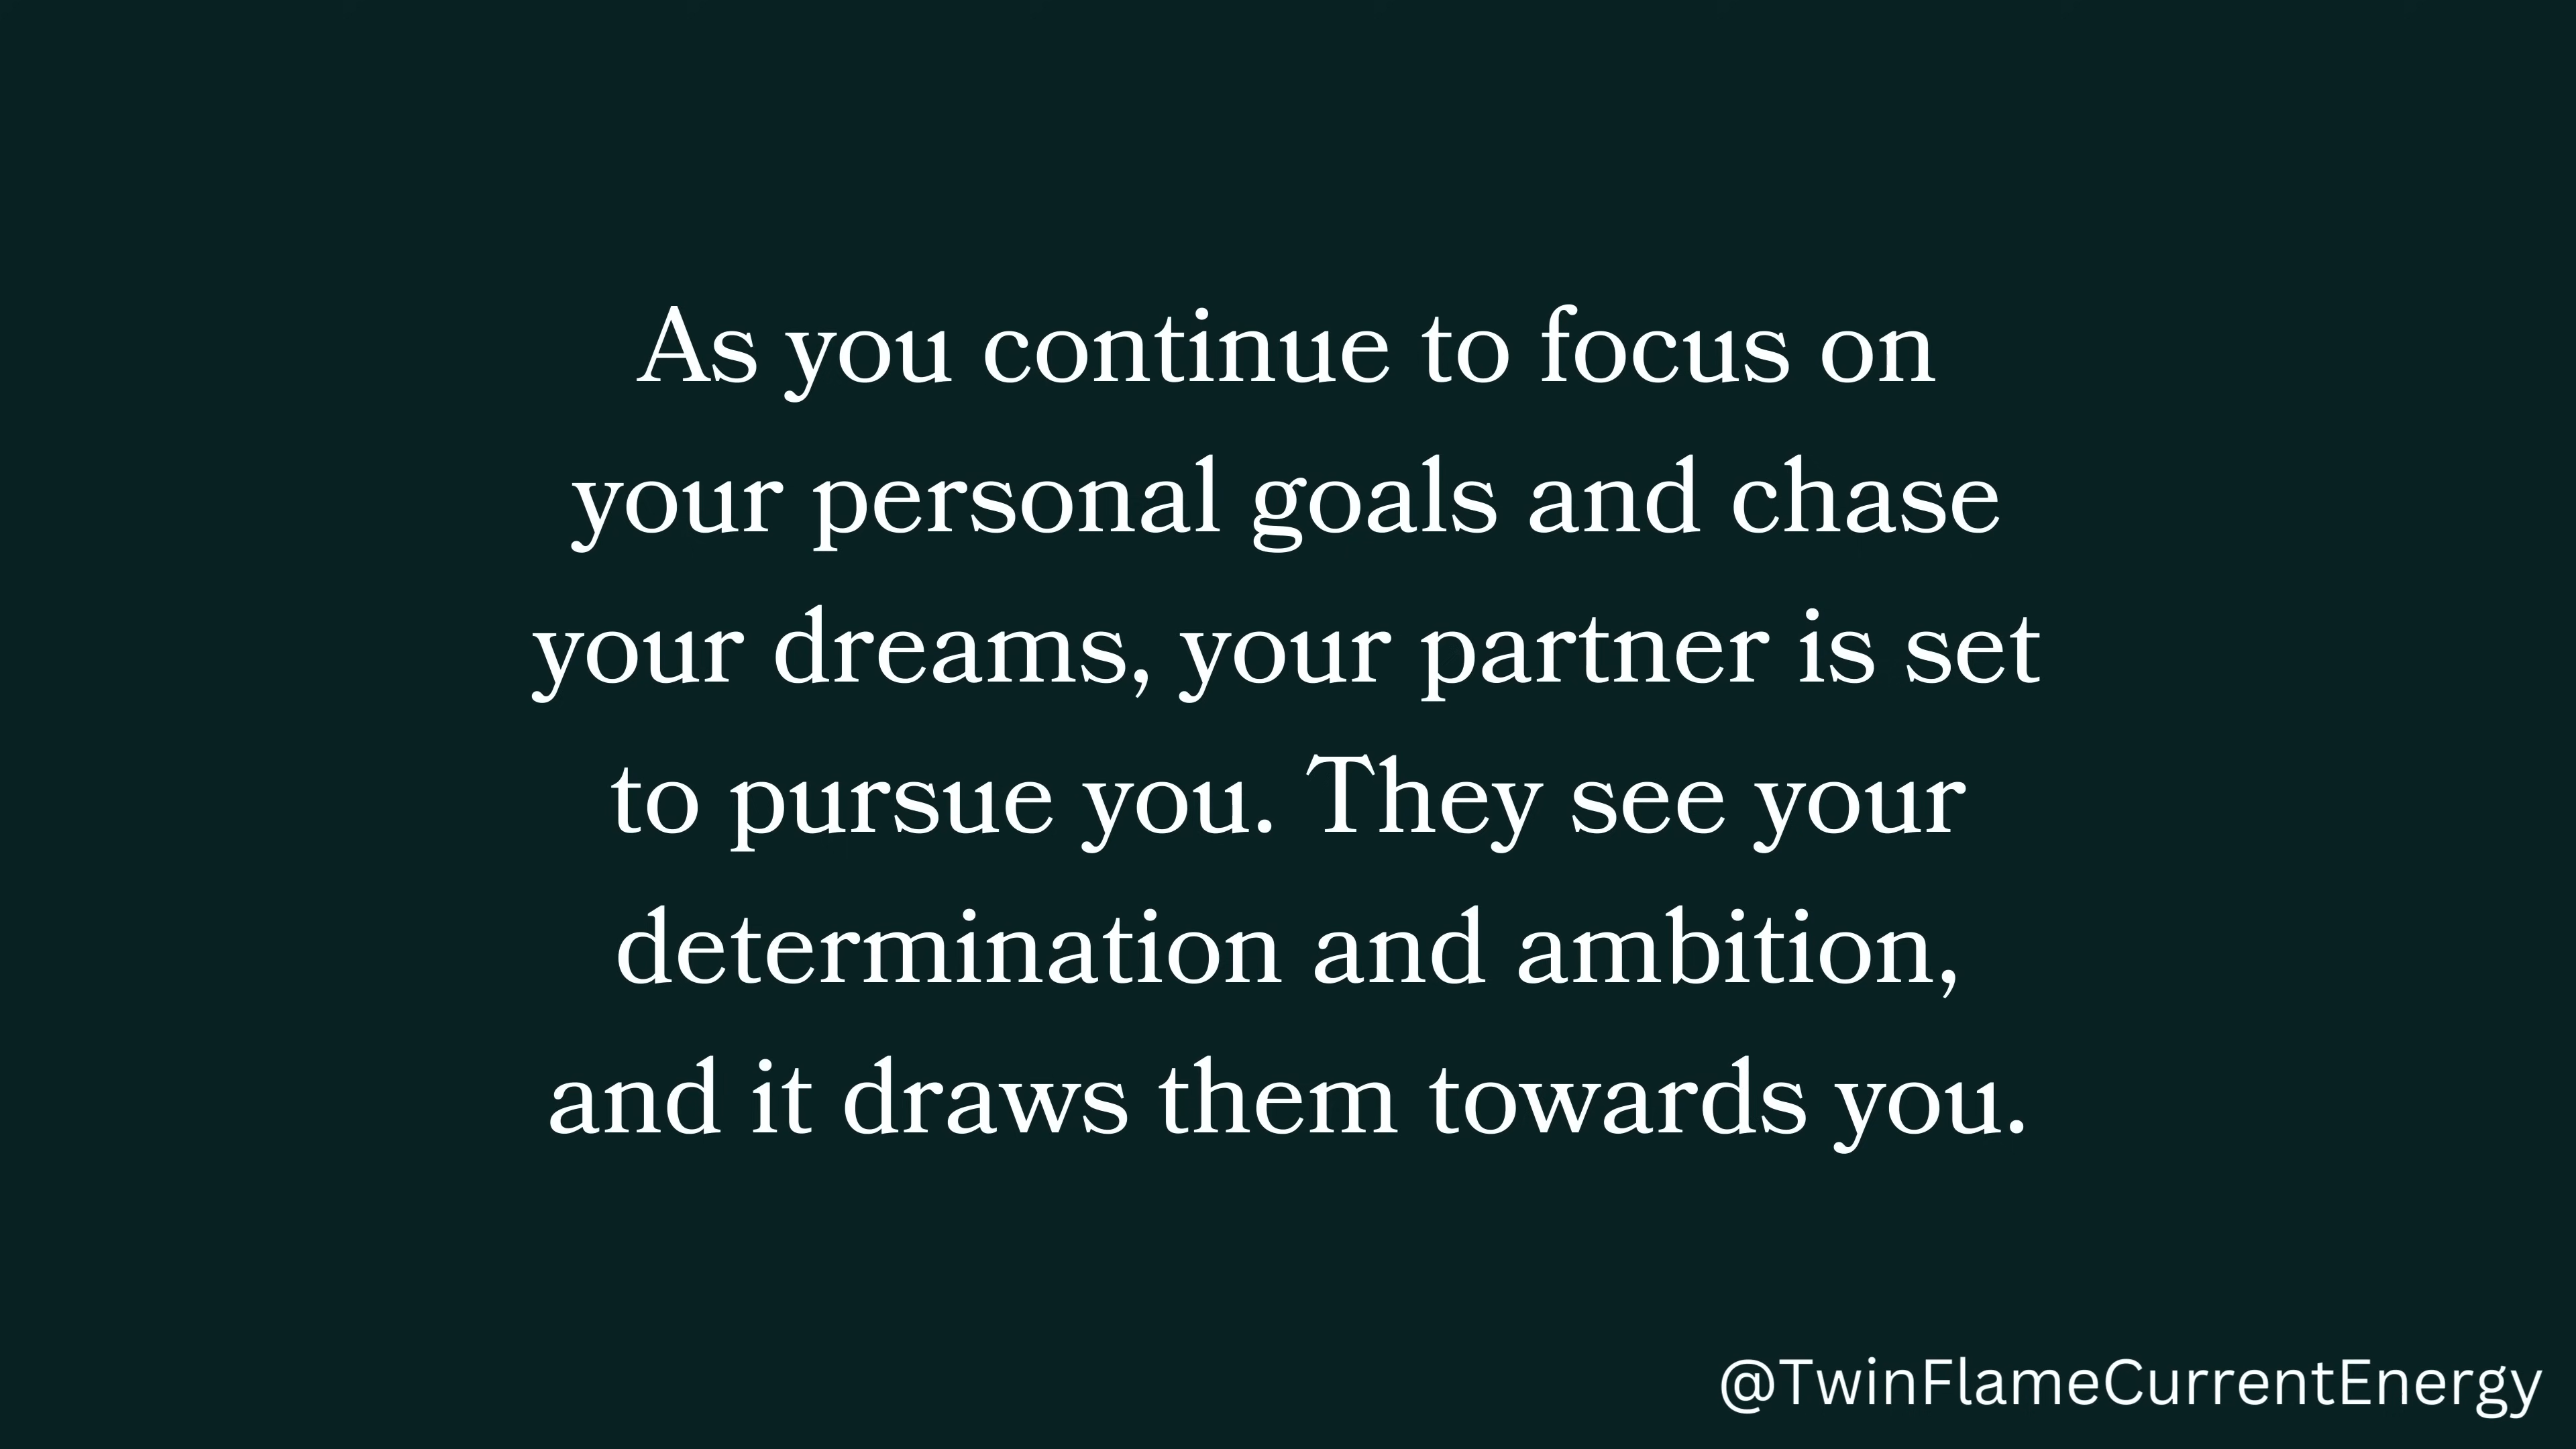 As you continue to focus on
your personal goals and chase
your dreams, your partner is set
to pursue you. They see your
determination and ambition,
and it draws them towards you.
@TwinFlameCurrentEnergy